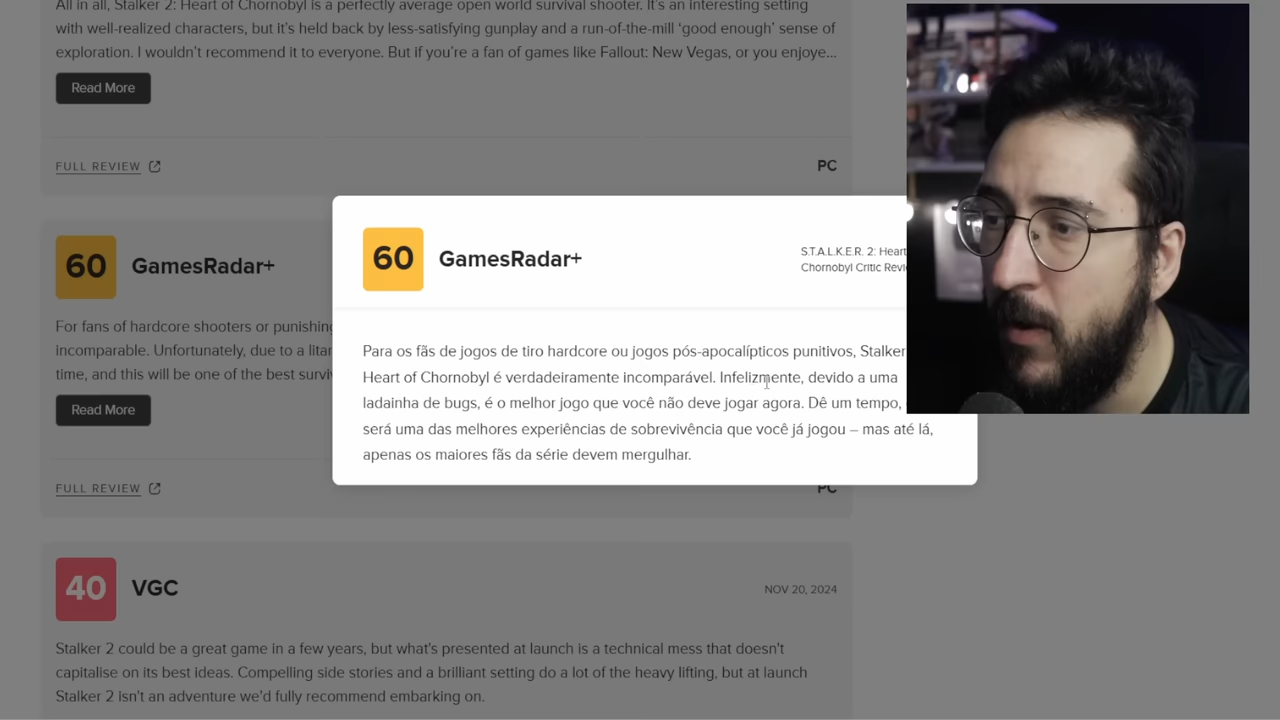 All in all, Stalker 2: Heart of Chornobyl is a perfectly average open world survival shooter. It's an interesting setting
with well-realized characters, but it's held back by less-satisfying gunplay and a run-of-the-mill 'good enough' sense of
exploration. I wouldn't recommend it to everyone. But if you're a fan of games like Fallout: New Vegas, or you enjoye...
Read More
FULL REVIEW
PC
60 GamesRadar+
For fans of hardcore shooters or punishing
incomparable. Unfortunately, due to a
time, and this will be one of the best
Read More
FULL REVIEW
PC
60 GamesRadar+
S.T.A.L.K.E.R. 2: Heart
Chornobyl Critic
Para os fãs de jogos de tiro hardcore ou jogos pós-apocalípticos punitivos, Stalker
Heart of Chornobyl é verdadeiramente incomparável. Infelizmente, devido a uma
ladainha de bugs, é o melhor jogo que você não deve jogar agora. Dê um tempo,
será uma das melhores experiências de sobrevivência que você já jogou – mas até lá,
apenas os maiores fãs da série devem mergulhar.
40 VGC
NOV 20, 2024
Stalker 2 could be a great game in a few years, but what's presented at launch is a technical mess that doesn't
capitalise on its best ideas. Compelling side stories and a brilliant setting do a lot of the heavy lifting, but at launch
Stalker 2 isn't an adventure we'd fully recommend embarking on.